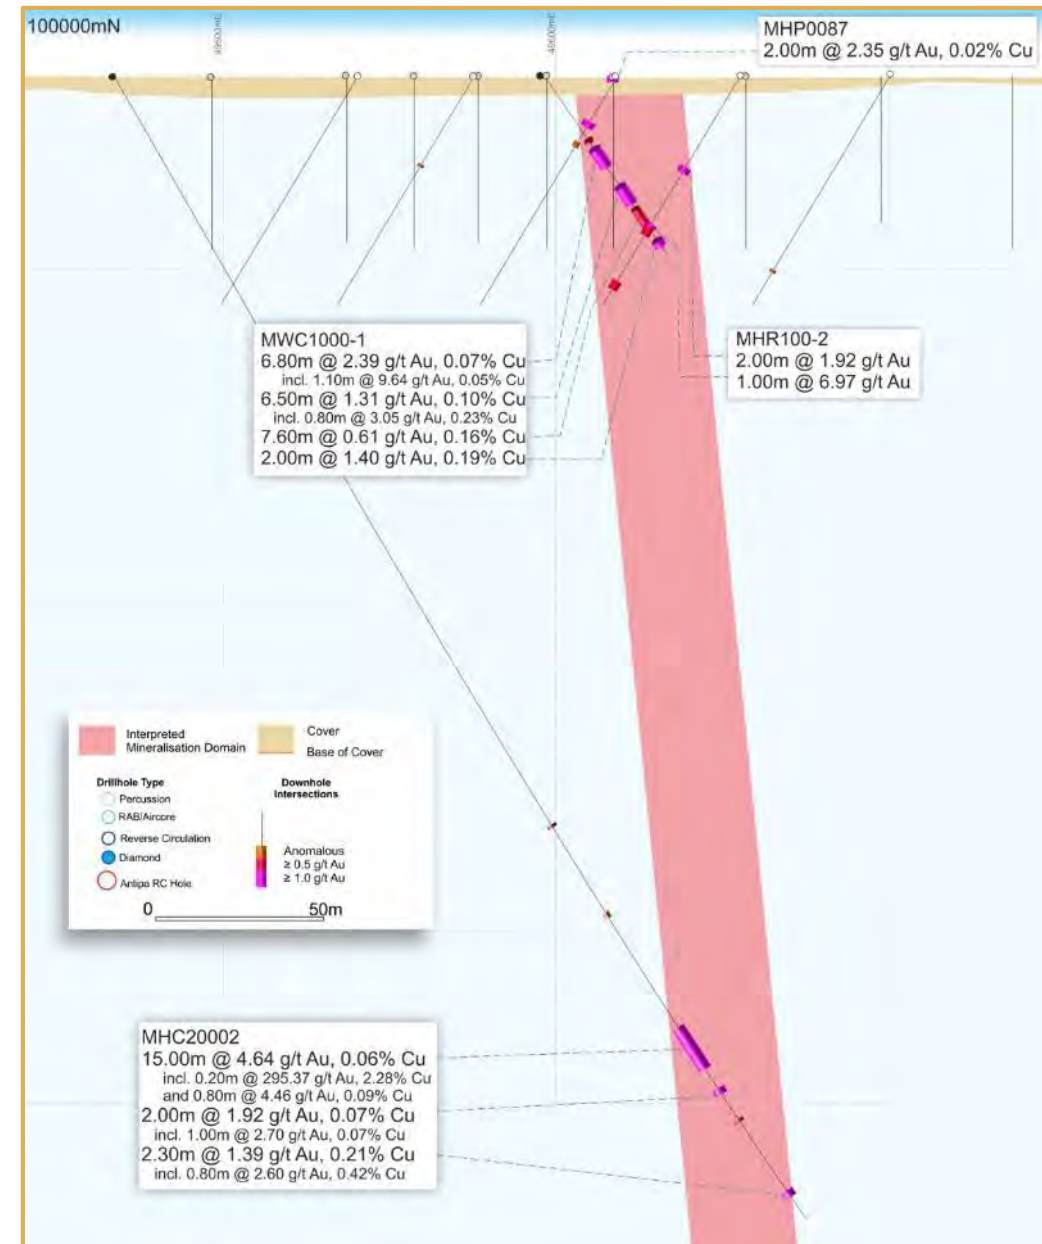 100000mN
49600mE
MHP0087
2.00m @ 2.35 g/t Au, 0.02% Cu
MWC1000-1
6.80m @ 2.39 g/t Au, 0.07% Cu
incl. 1.10m @ 9.64 g/t Au, 0.05% Cu
6.50m @ 1.31 g/t Au, 0.10% Cu
incl. 0.80m @ 3.05 g/t Au, 0.23% Cu
7.60m @ 0.61 g/t Au, 0.16% Cu
2.00m @ 1.40 g/t Au, 0.19% Cu
MHR100-2
2.00m @ 1.92 g/t Au
1.00m @ 6.97 g/t Au
Interpreted
Mineralisation Domain
Cover
Base of Cover
Drillhole Type
Percussion
RAB/Aircore
Reverse Circulation
Diamond
Antipa RC Hole
Downhole
Intersections
Anomalous
≥ 0.5 g/t Au
≥ 1.0 g/t Au
0 50m
MHC20002
15.00m @ 4.64 g/t Au, 0.06% Cu
incl. 0.20m @ 295.37 g/t Au, 2.28% Cu
and 0.80m @ 4.46 g/t Au, 0.09% Cu
2.00m @ 1.92 g/t Au, 0.07% Cu
incl. 1.00m @ 2.70 g/t Au, 0.07% Cu
2.30m @ 1.39 g/t Au, 0.21% Cu
incl. 0.80m @ 2.60 g/t Au, 0.42% Cu